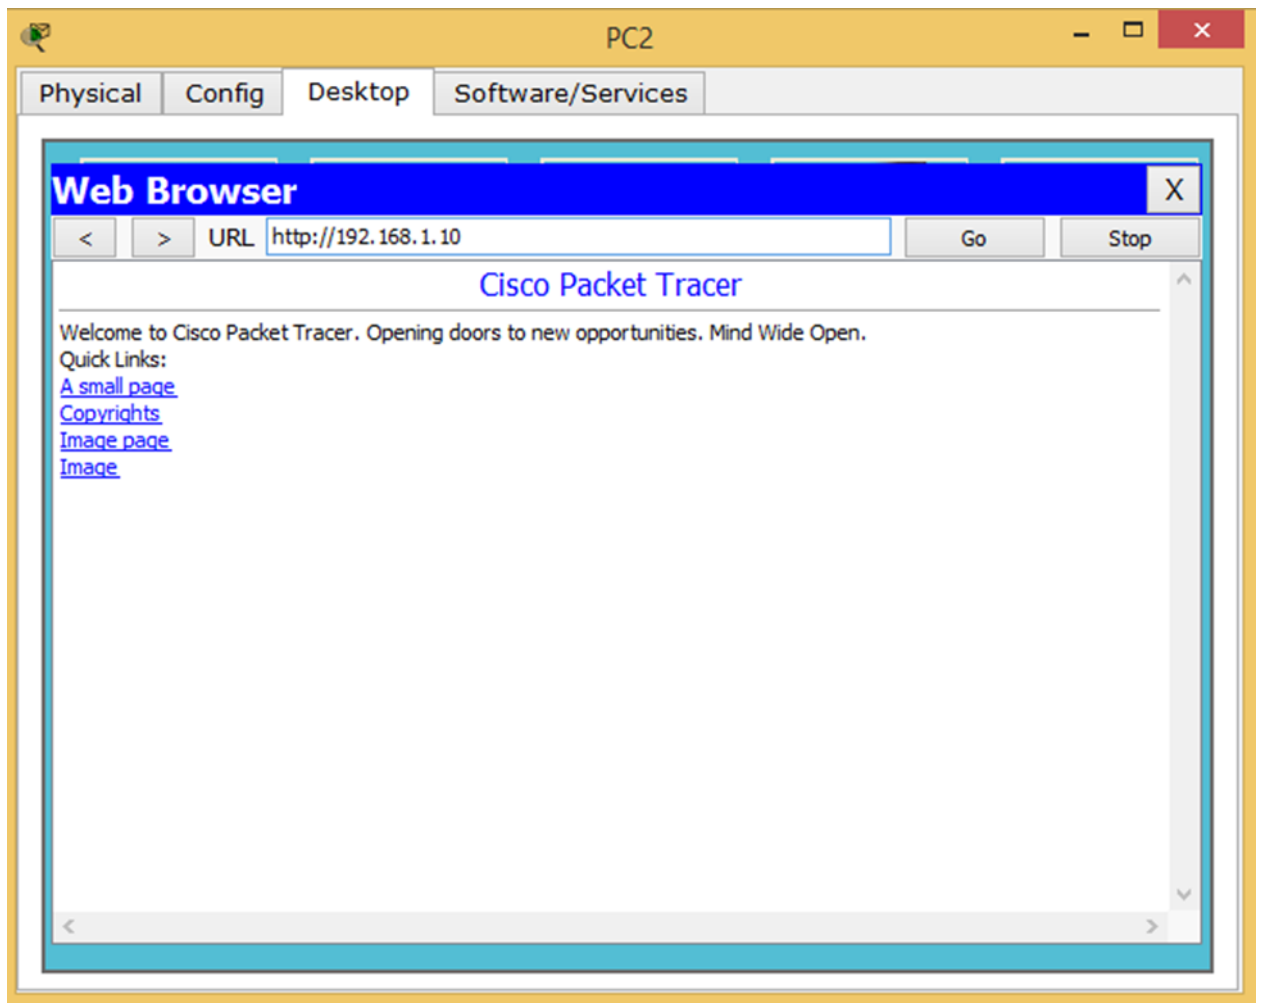 PC2
Physical Config Desktop Software/Services
Web Browser X
< > URL http://192.168.1.10 Go Stop
Cisco Packet Tracer
Welcome to Cisco Packet Tracer. Opening doors to new opportunities. Mind Wide Open.
Quick Links:
A small page
Copyrights
Image page
Image